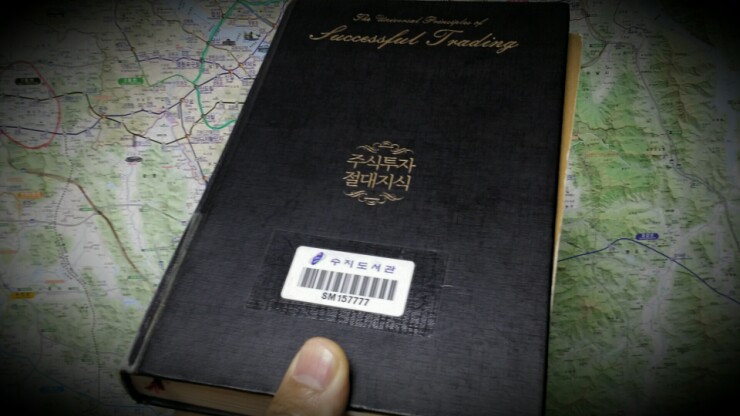 The Universal Principles of
Successful Trading
주식투자
절대지식
수지도서관
SM157777